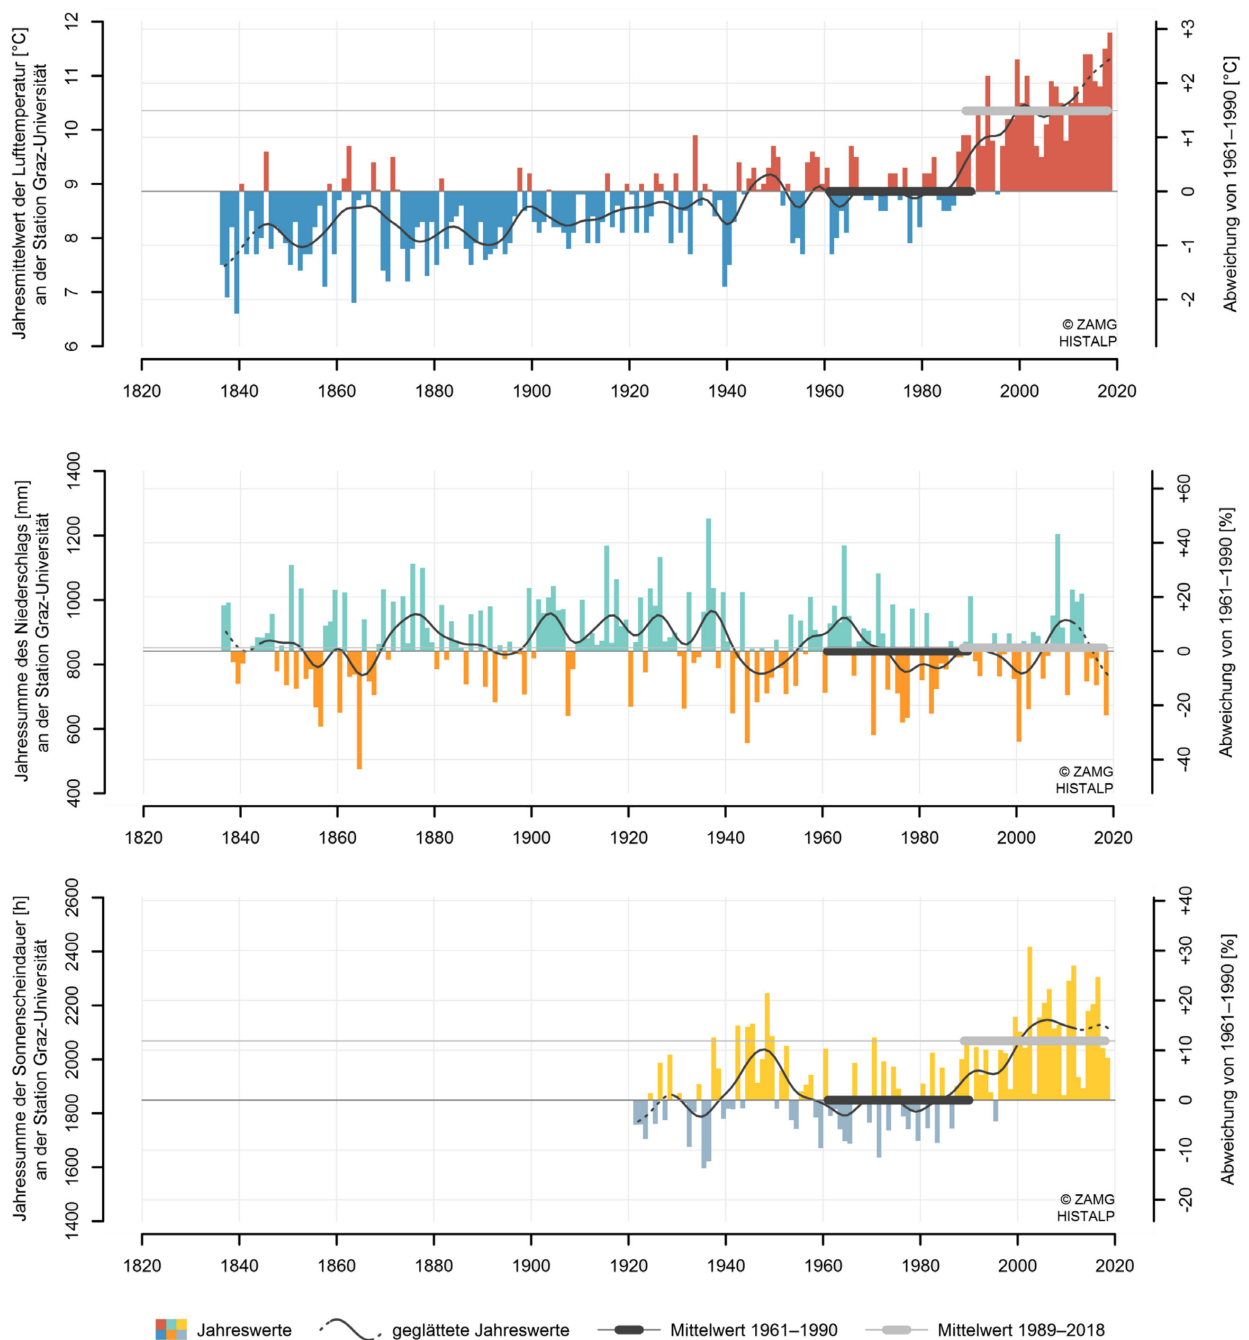 Jahresmittelwert der Lufttemperatur [°C]
an der Station Graz-Universität
12
11
10
9
8
7
6
+3
+2
+1
0
-1
-2
Abweichung von 1961–1990 [°C]
© ZAMG
HISTALP
1820 1840 1860 1880 1900 1920 1940 1960 1980 2000 2020
Jahressumme des Niederschlags [mm]
an der Station Graz-Universität
1400
1200
1000
800
600
400
+60
+40
+20
0
-20
-40
Abweichung von 1961–1990 [%]
© ZAMG
HISTALP
1820 1840 1860 1880 1900 1920 1940 1960 1980 2000 2020
Jahressumme der Sonnenscheindauer [h]
an der Station Graz-Universität
2600
2400
2200
2000
1800
1600
1400
+40
+30
+20
+10
0
-10
-20
Abweichung von 1961–1990 [%]
© ZAMG
HISTALP
1820 1840 1860 1880 1900 1920 1940 1960 1980 2000 2020
Jahreswerte geglättete Jahreswerte Mittelwert 1961–1990 Mittelwert 1989–2018